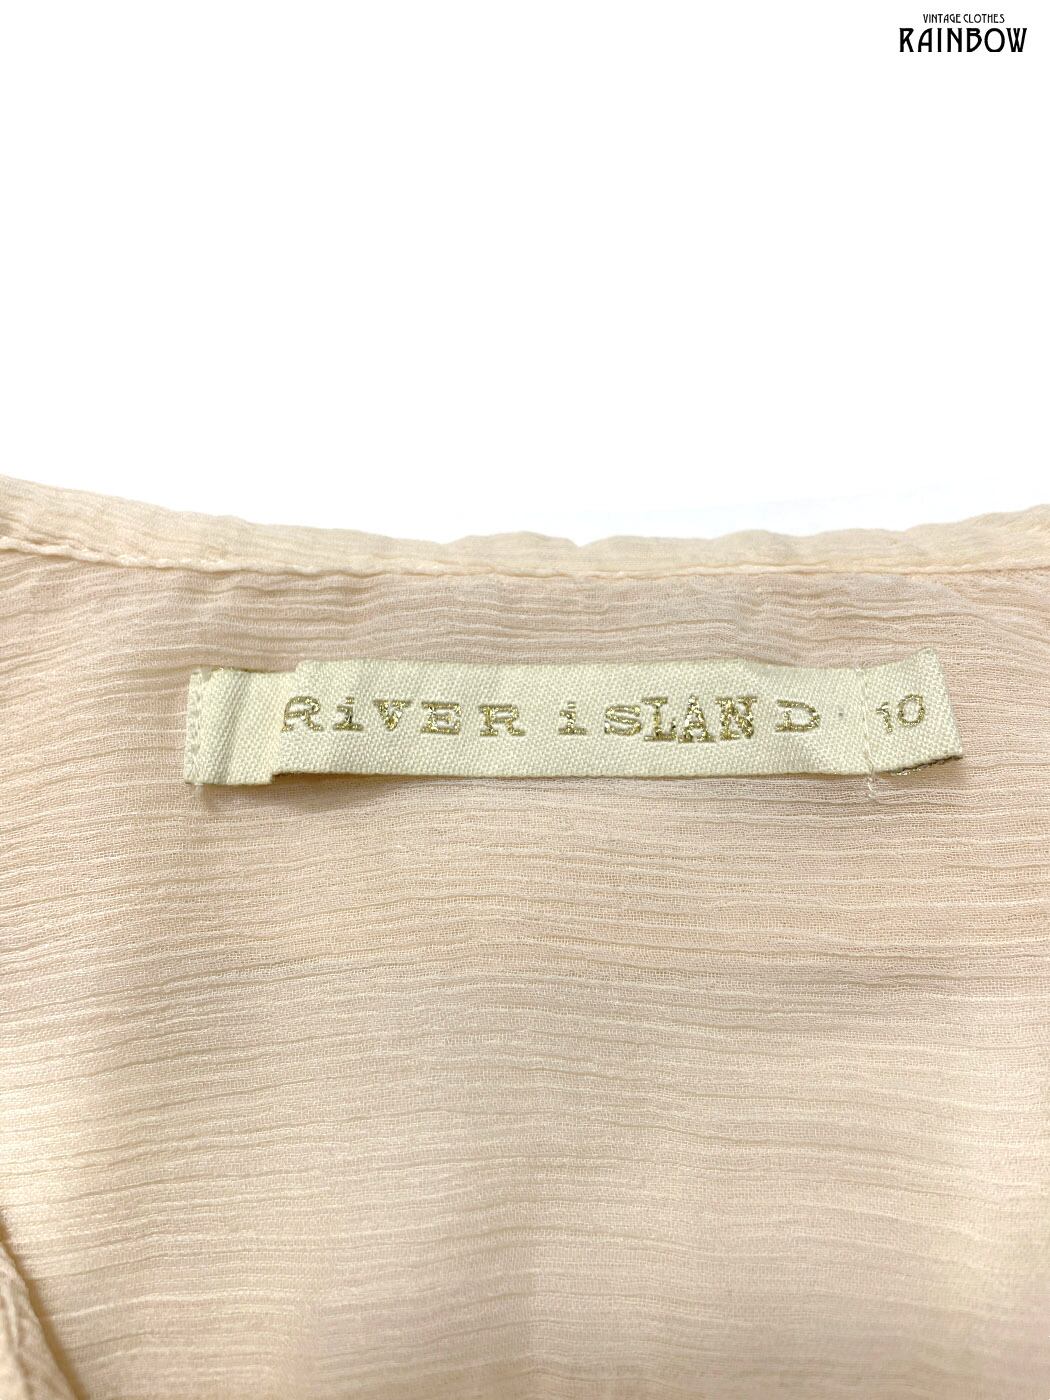 VINTAGE CLOTHES
RAINBOW
RiVER iSLAND 10